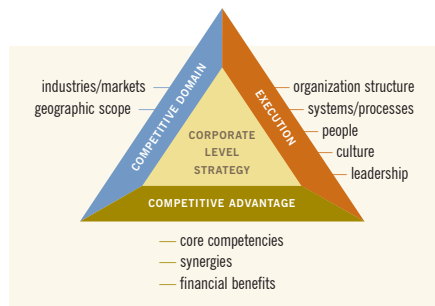 industries/markets
geographic scope
COMPETITIVE DOMAIN
EXECUTION
organization structure
systems/processes
people
culture
leadership
CORPORATE
LEVEL
STRATEGY
COMPETITIVE ADVANTAGE
core competencies
synergies
financial benefits